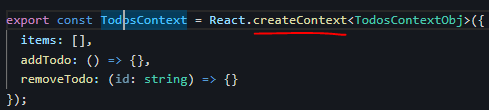 export const TodosContext = React.createContext<TodosContextObj>({
  items: [],
  addTodo: () => {},
  removeTodo: (id: string) => {}
});